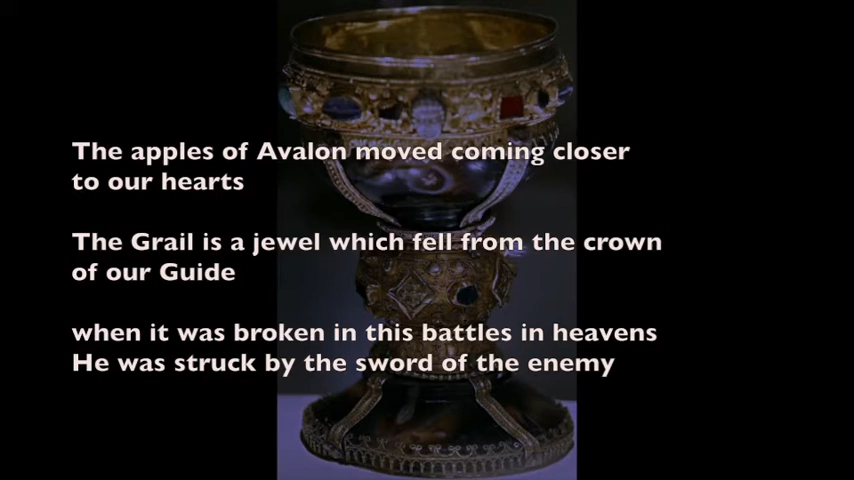 The apples of Avalon moved coming closer
to our hearts
The Grail is a jewel which fell from the crown
of our Guide
when it was broken in this battles in heavens
He was struck by the sword of the enemy